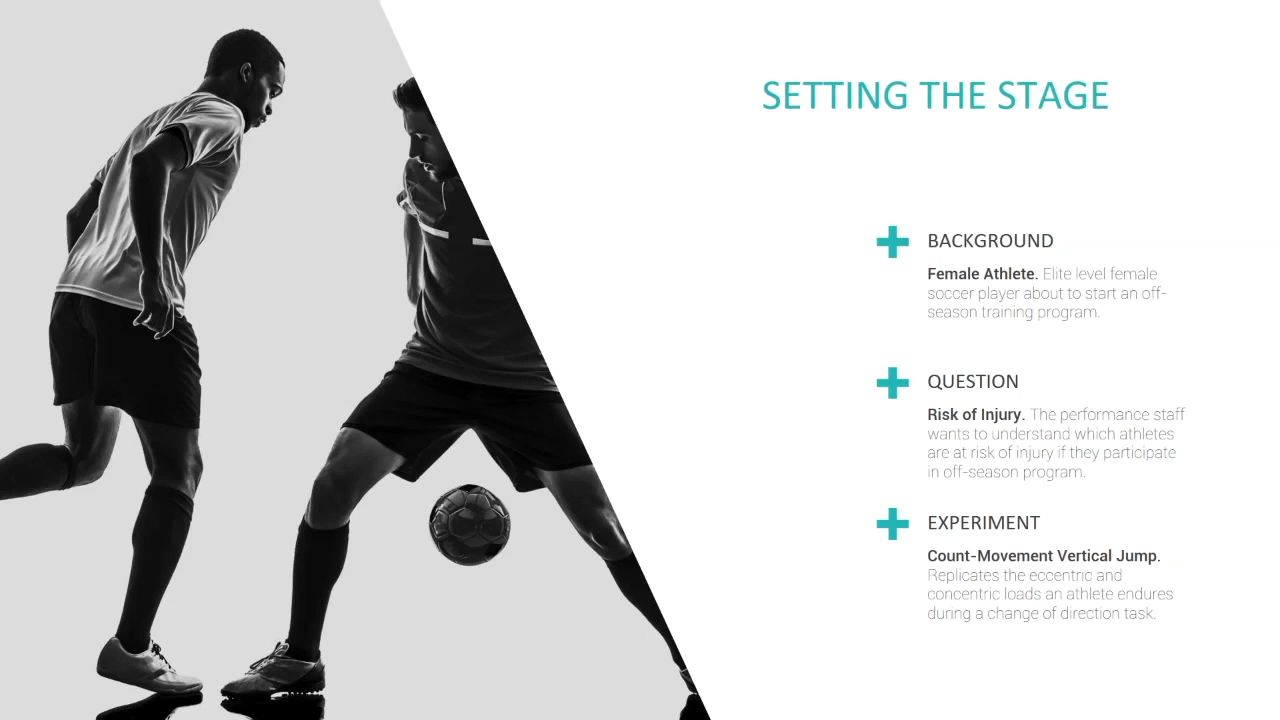 SETTING THE STAGE
BACKGROUND
Female Athlete. Elite level female
soccer player about to start an off-
season training program.
QUESTION
Risk of Injury. The performance staff
wants to understand which athletes
are at risk of injury if they participate
in off-season program.
EXPERIMENT
Count-Movement Vertical Jump.
Replicates the eccentric and
concentric loads an athlete endures
during a change of direction task.